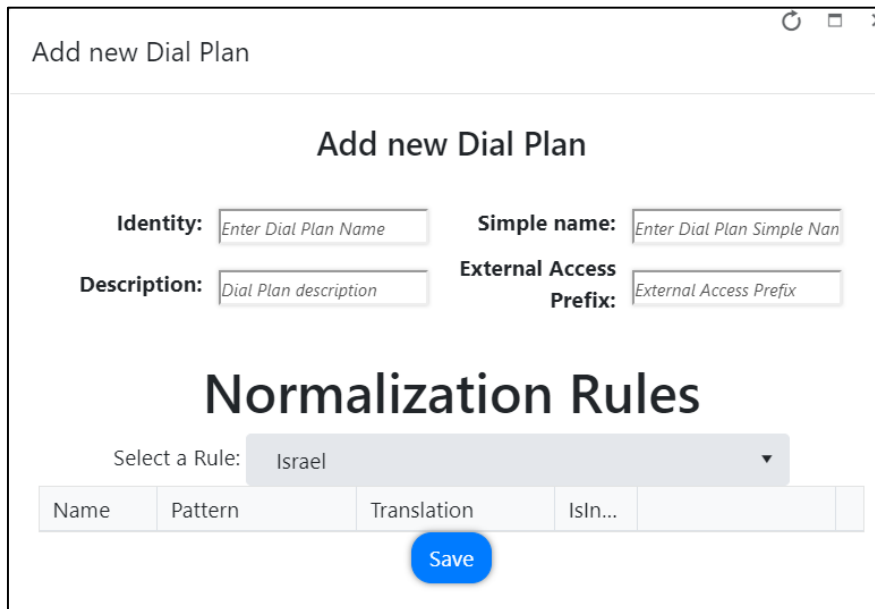 Add new Dial Plan
Add new Dial Plan
Identity: Enter Dial Plan Name Simple name: Enter Dial Plan Simple Nan
Description: Dial Plan description External Access Prefix: External Access Prefix
Normalization Rules
Select a Rule: Israel
Name Pattern Translation IsIn...
Save